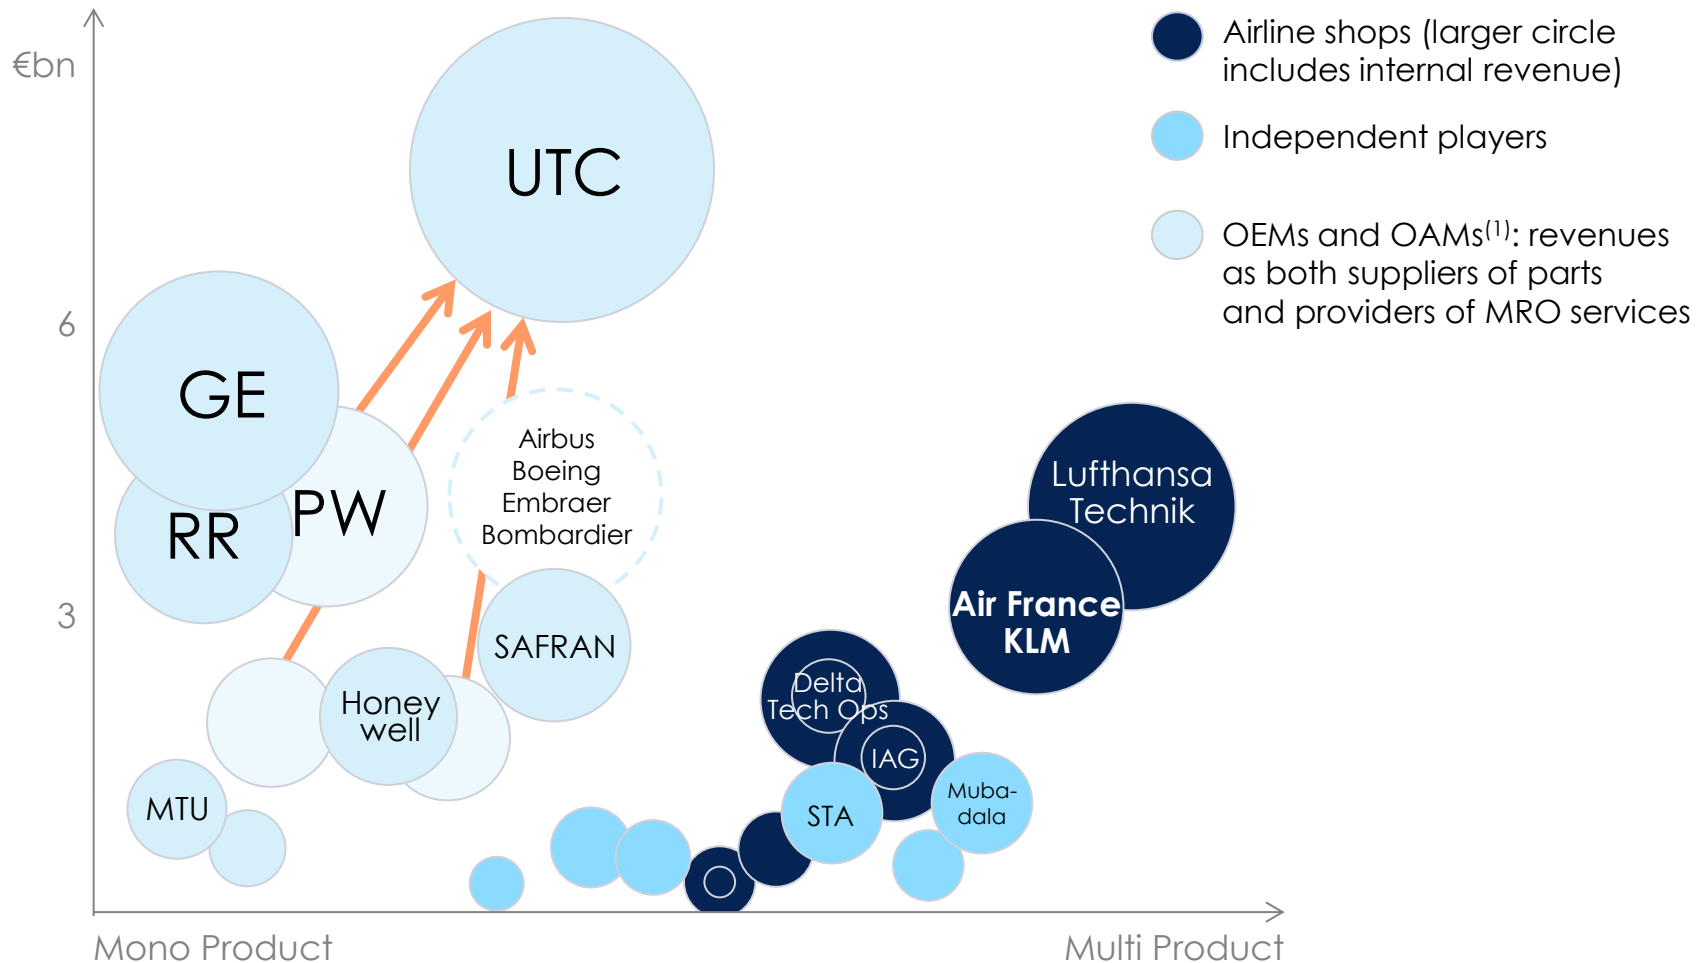 €bn
6
3
UTC
GE
PW
RR
Airbus
Boeing
Embraer
Bombardier
SAFRAN
Honey
well
MTU
Lufthansa
Technik
Air France
KLM
Delta
Tech Ops
IAG
STA
Muba-
dala
Mono Product
Multi Product
Airline shops (larger circle
includes internal revenue)
Independent players
OEMs and OAMs(1): revenues
as both suppliers of parts
and providers of MRO services